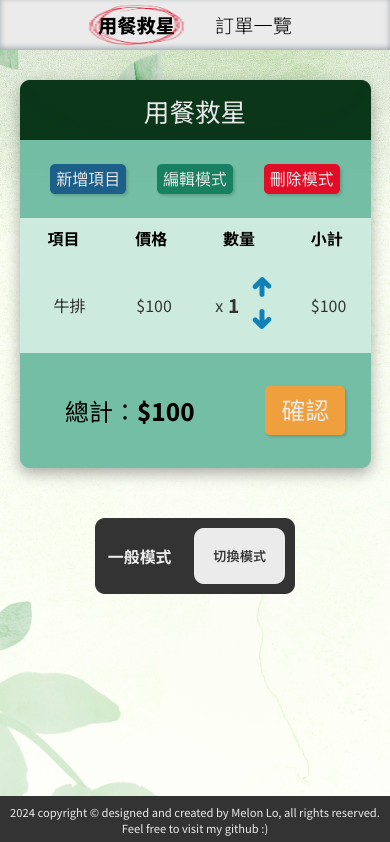 用餐救星 訂單一覽
用餐救星
新增項目 編輯模式 刪除模式
項目 價格 數量 小計
牛排 $100 x 1 $100
總計：$100 確認
一般模式 切換模式
2024 copyright © designed and created by Melon Lo, all rights reserved.
Feel free to visit my github :)